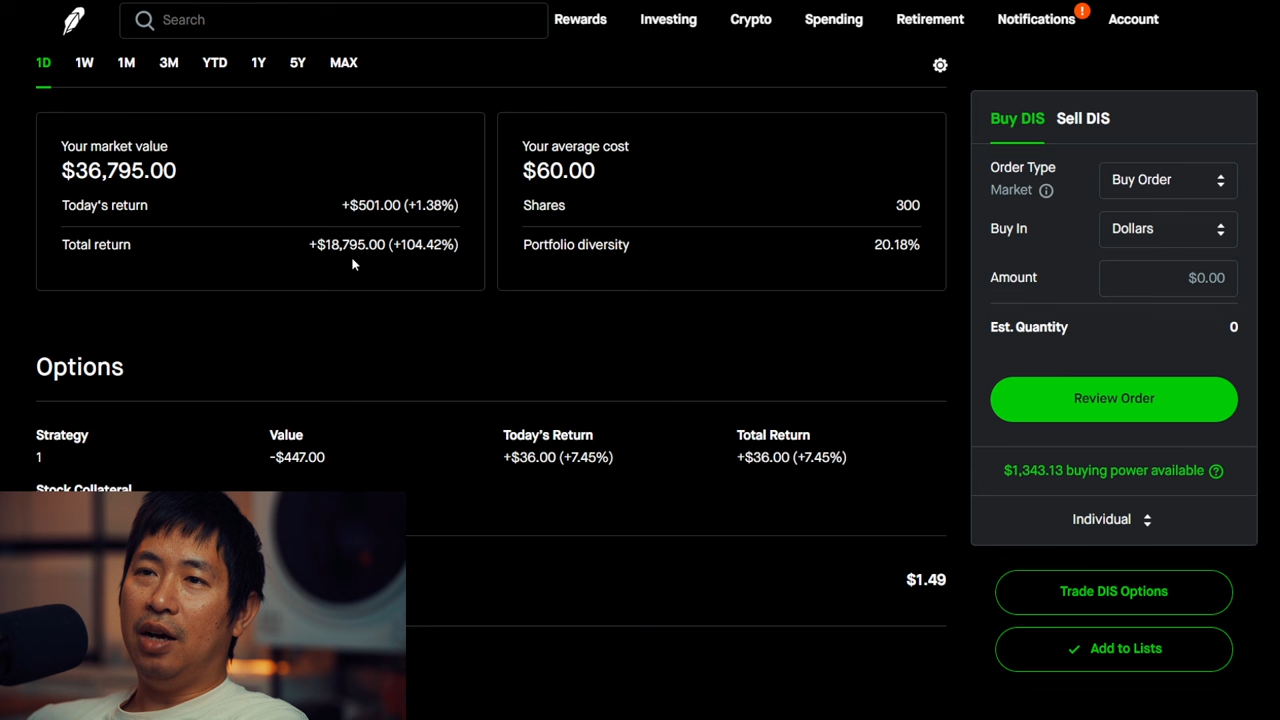 Search
Rewards
Investing
Crypto
Spending
Retirement
Notifications
!
Account
1D
1W
1M
3M
YTD
1Y
5Y
MAX
Your market value
$36,795.00
Today's return
+$501.00 (+1.38%)
Total return
+$18,795.00 (+104.42%)
Your average cost
$60.00
Shares
300
Portfolio diversity
20.18%
Buy DIS
Sell DIS
Order Type
Market
Buy Order
Buy In
Dollars
Amount
$0.00
Est. Quantity
0
Review Order
$1,343.13 buying power available
Individual
Trade DIS Options
Add to Lists
Options
Strategy
Value
Today's Return
Total Return
1
-$447.00
+$36.00 (+7.45%)
+$36.00 (+7.45%)
Stock Collateral
$1.49